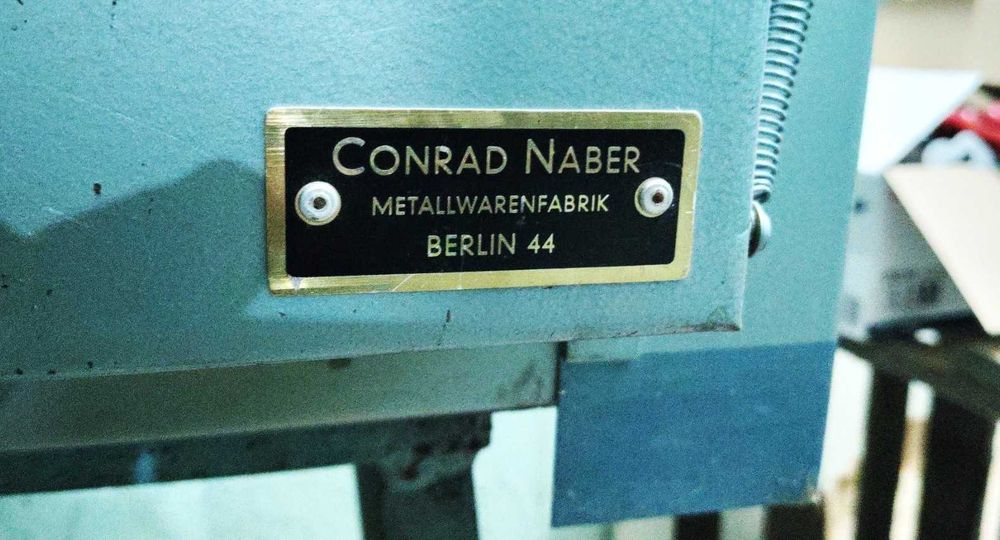 CONRAD NABER
METALLWARENFABRIK
BERLIN 44